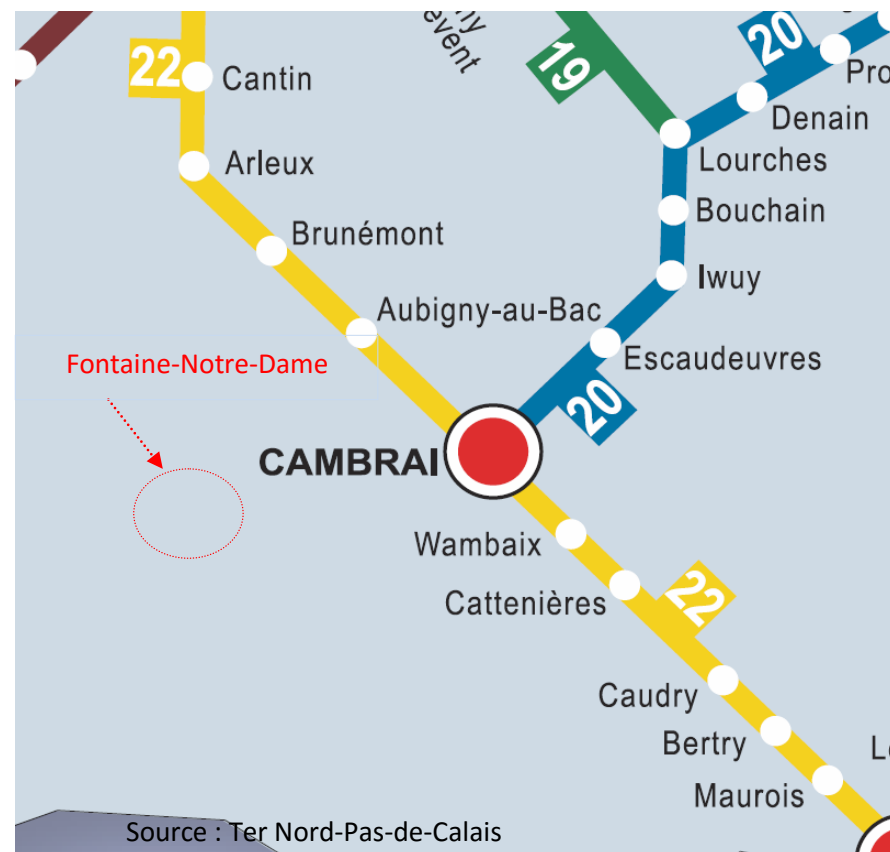 22
Cantin
Arleux
Brunémont
Aubigny-au-Bac
Fontaine-Notre-Dame
CAMBRAI
19
20
Denain
Lourches
Bouchain
Iwuy
Escaudeuvres
20
Wambaix
Cattenières
22
Caudry
Bertry
Maurois
Source : Ter Nord-Pas-de-Calais